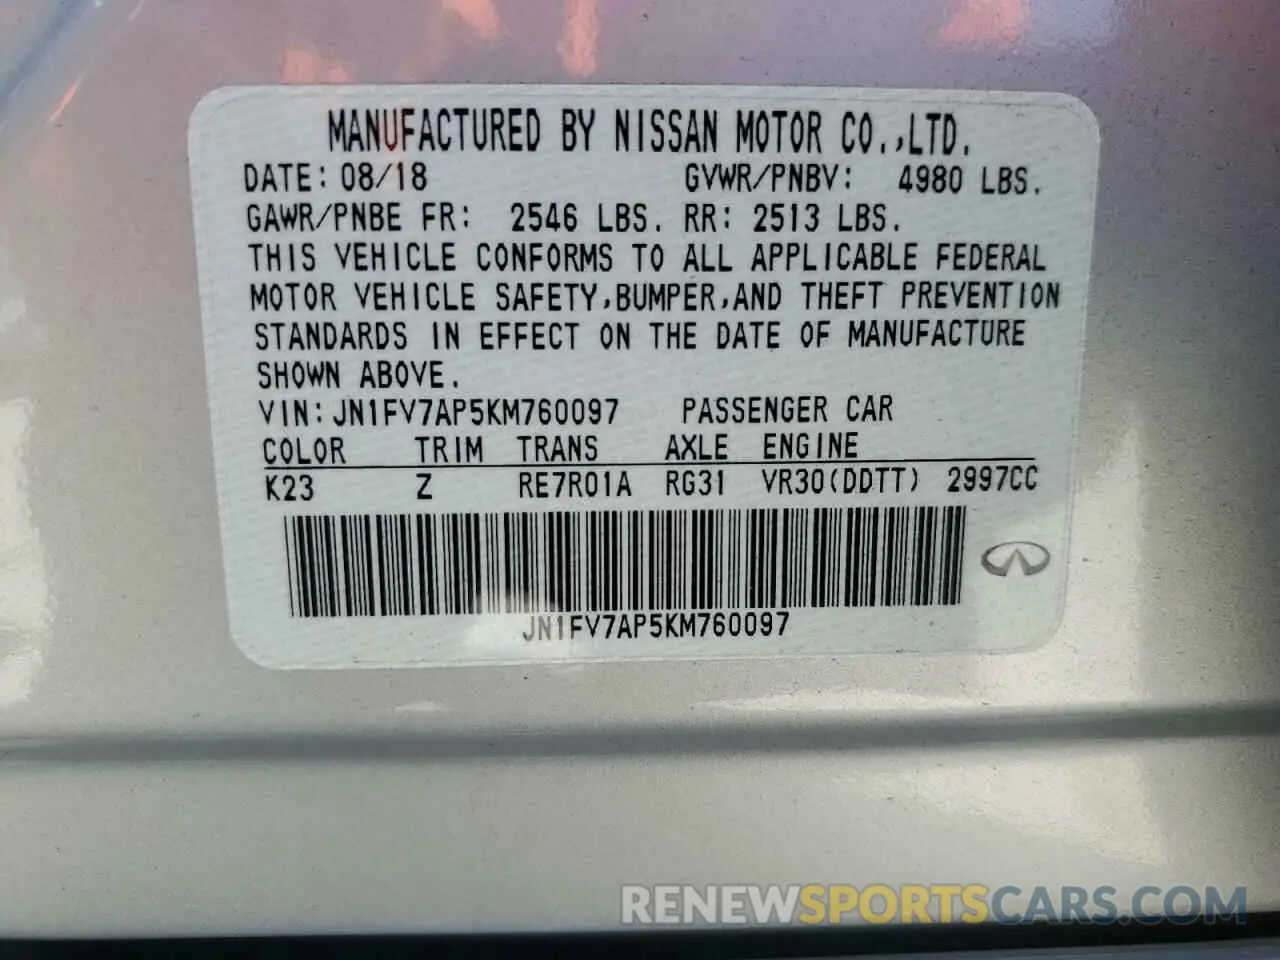 MANUFACTURED BY NISSAN MOTOR CO.,LTD.
DATE: 08/18 GVWR/PNBV: 4980 LBS.
GAWR/PNBE FR: 2546 LBS. RR: 2513 LBS.
THIS VEHICLE CONFORMS TO ALL APPLICABLE FEDERAL
MOTOR VEHICLE SAFETY,BUMPER,AND THEFT PREVENTION
STANDARDS IN EFFECT ON THE DATE OF MANUFACTURE
SHOWN ABOVE.
VIN: JN1FV7AP5KM760097 PASSENGER CAR
COLOR TRIM TRANS AXLE ENGINE
K23 Z RE7R01A RG31 VR30(DDTT) 2997CC
JN1FV7AP5KM760097
RENEWSPORTSCARS.COM